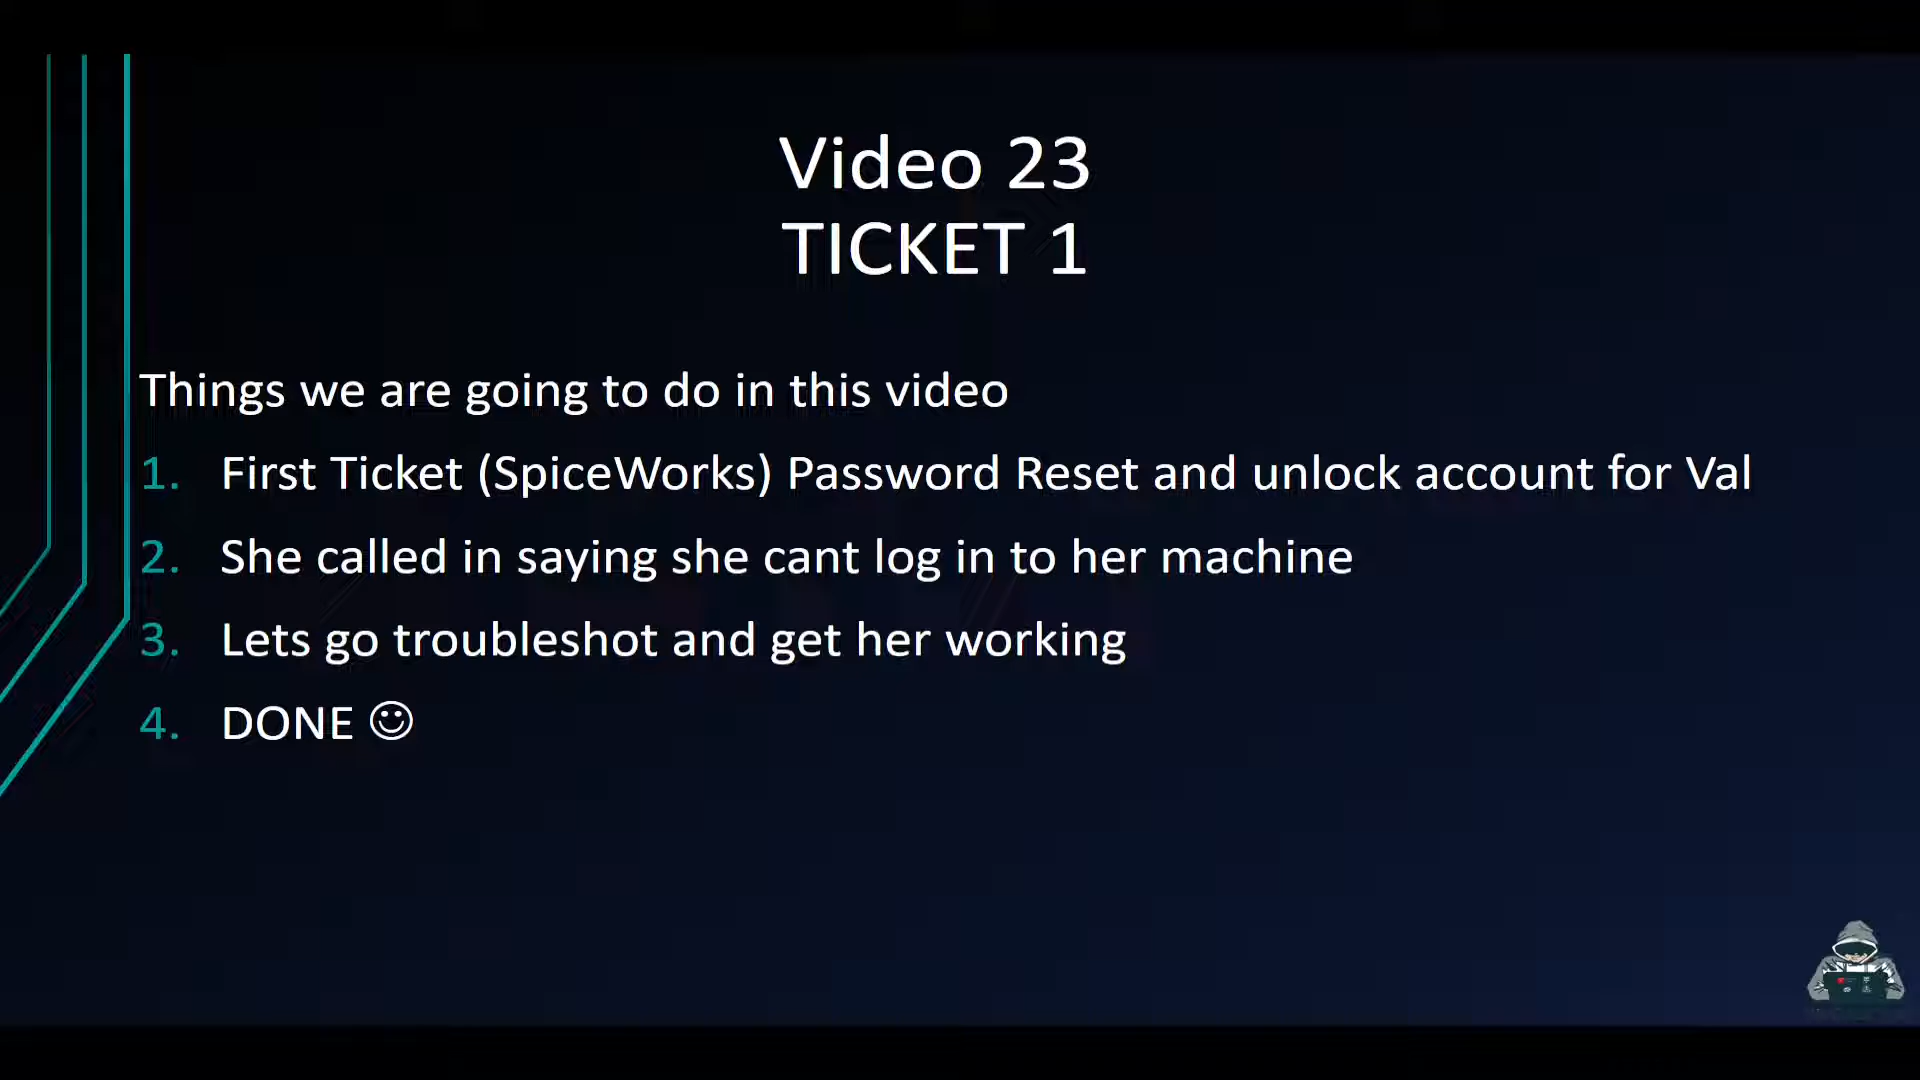 Video 23
TICKET 1
Things we are going to do in this video
1. First Ticket (SpiceWorks) Password Reset and unlock account for Val
2. She called in saying she cant log in to her machine
3. Lets go troubleshot and get her working
4. DONE ☺